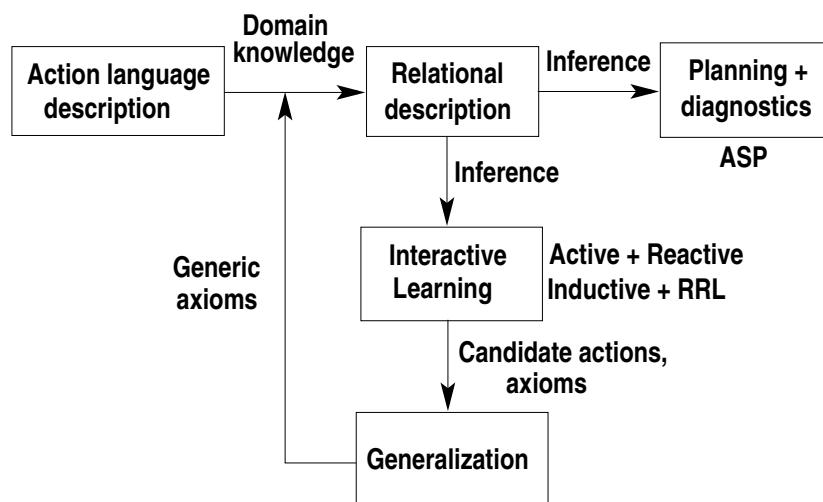 Domain
knowledge
Action language
description
Relational
description
Inference
Planning +
diagnostics
ASP
Inference
Interactive
Learning
Active + Reactive
Inductive + RRL
Generic
axioms
Candidate actions,
axioms
Generalization